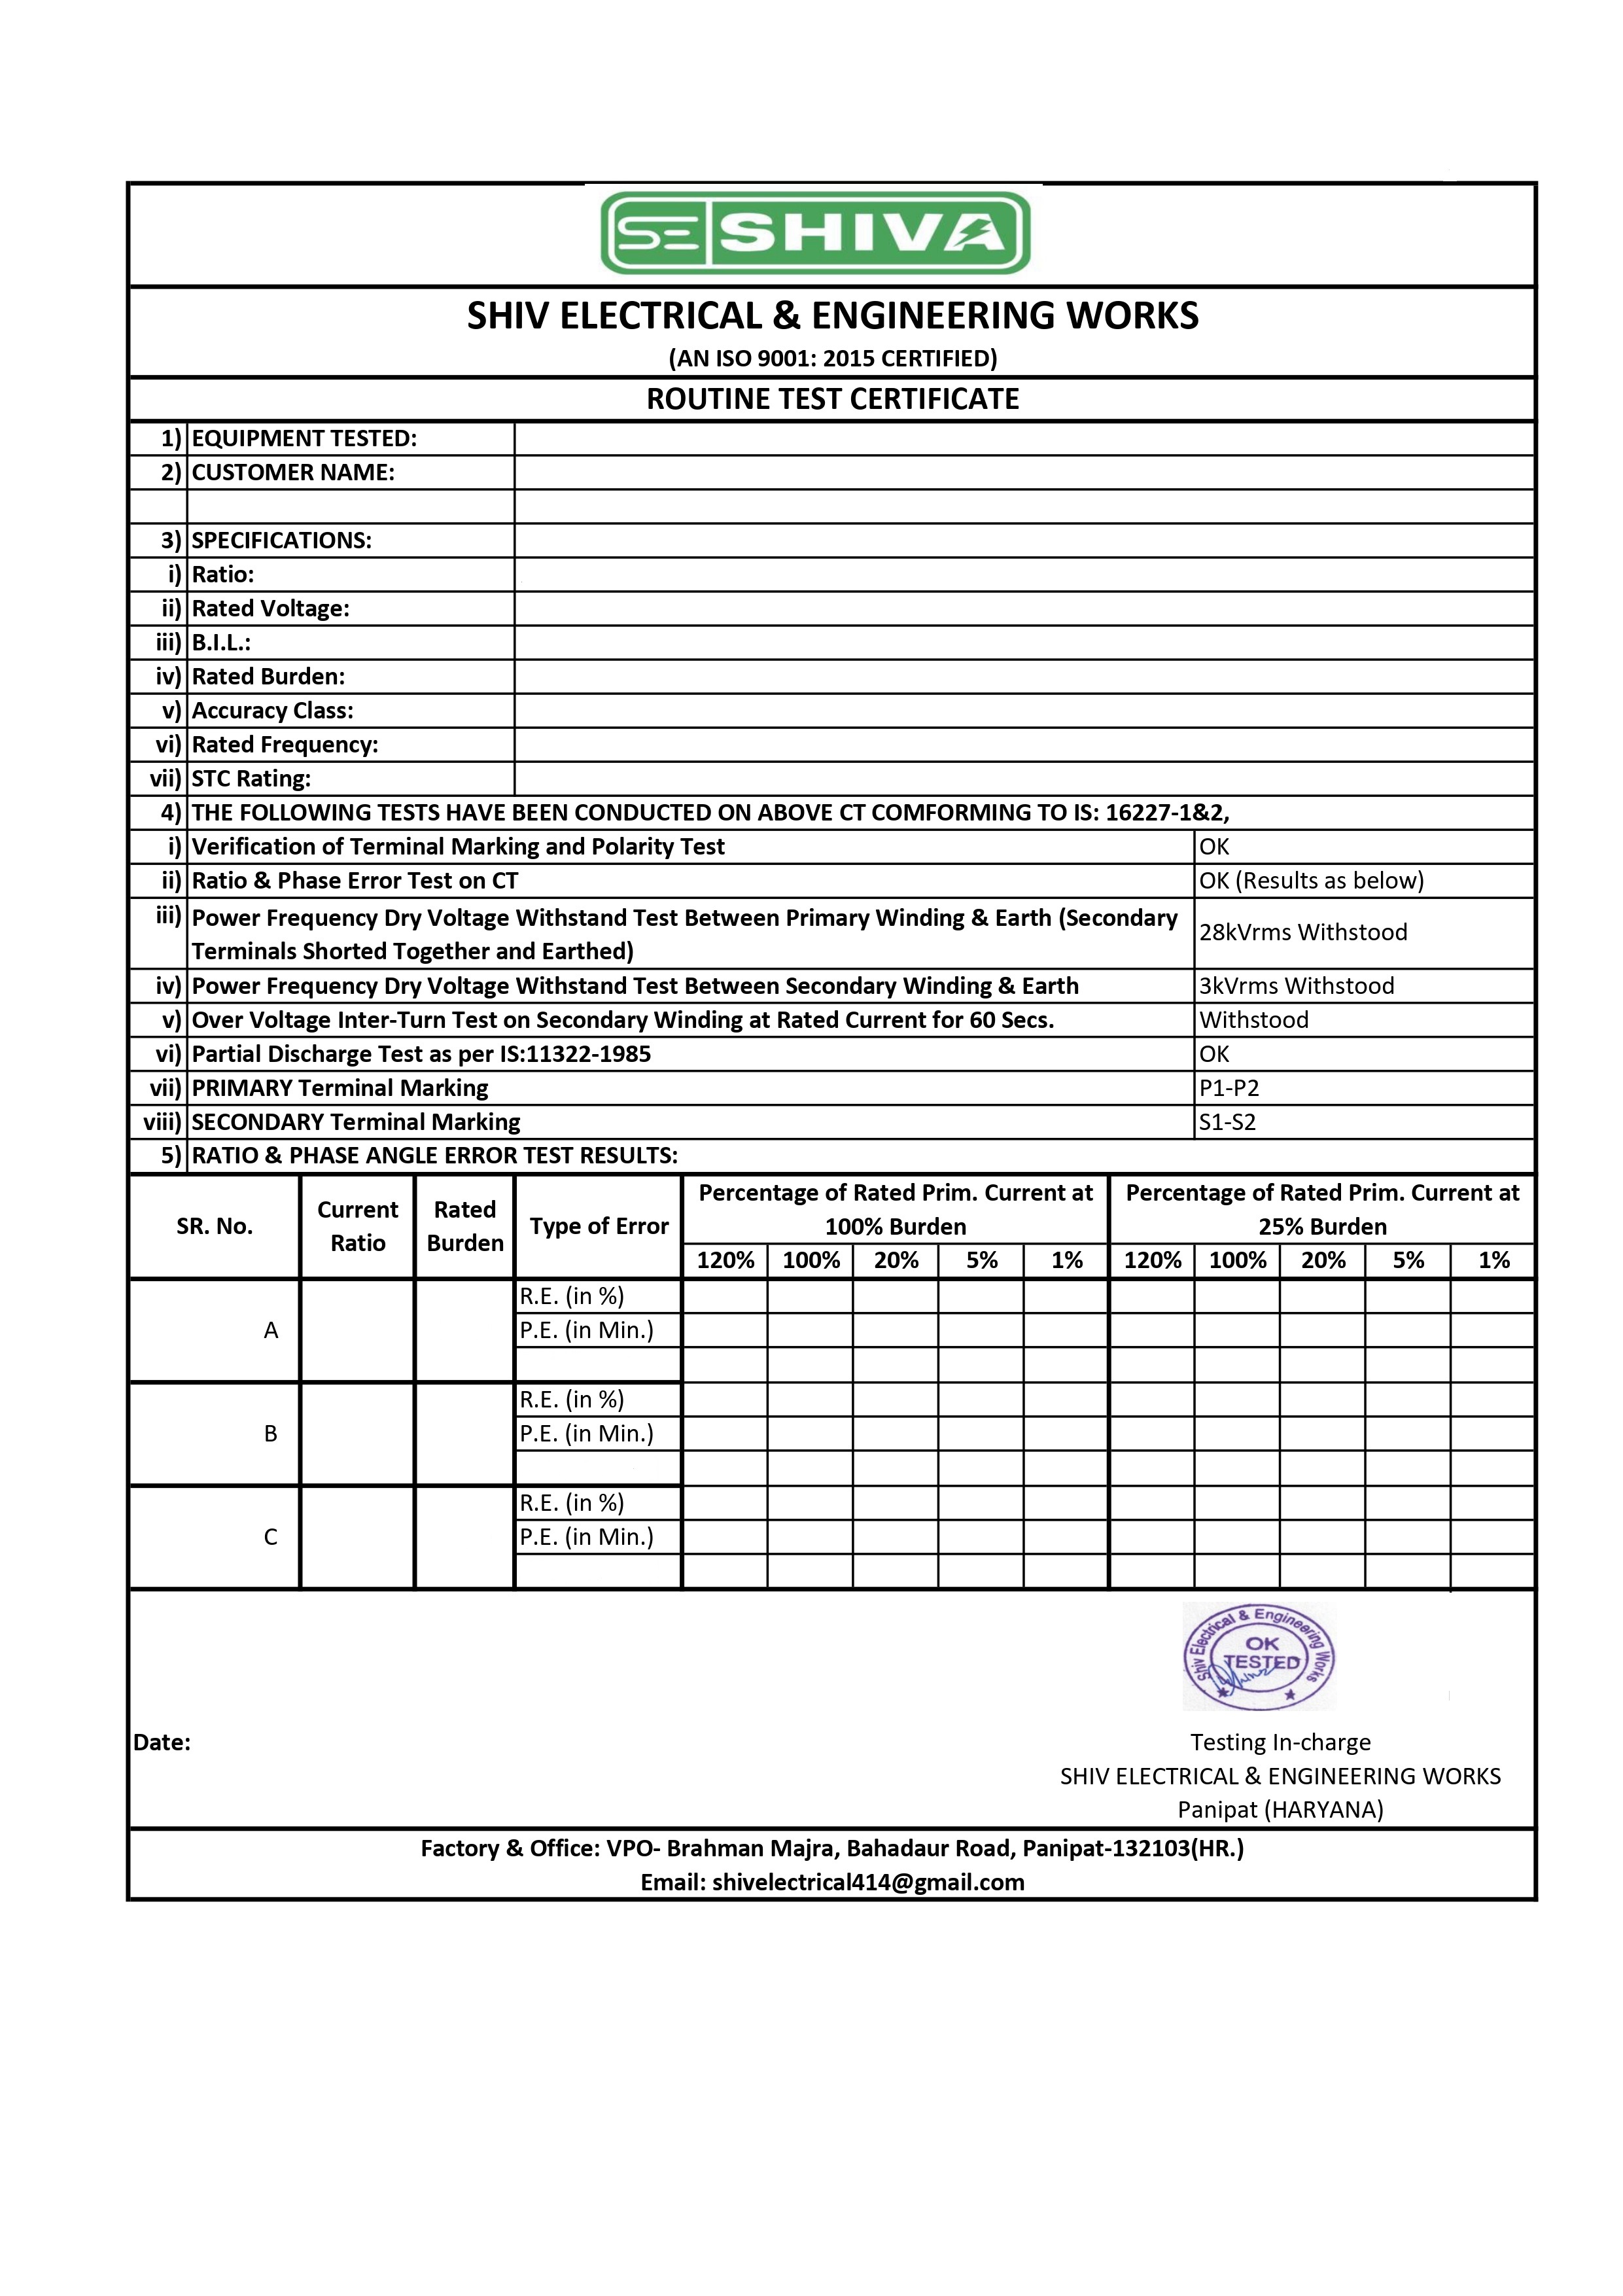 SE SHIVA
SHIV ELECTRICAL & ENGINEERING WORKS
(AN ISO 9001: 2015 CERTIFIED)
ROUTINE TEST CERTIFICATE
1) EQUIPMENT TESTED:
2) CUSTOMER NAME:
3) SPECIFICATIONS:
i) Ratio:
ii) Rated Voltage:
iii) B.I.L.:
iv) Rated Burden:
v) Accuracy Class:
vi) Rated Frequency:
vii) STC Rating:
4) THE FOLLOWING TESTS HAVE BEEN CONDUCTED ON ABOVE CT COMFORMING TO IS: 16227-1&2,
i) Verification of Terminal Marking and Polarity Test OK
ii) Ratio & Phase Error Test on CT OK (Results as below)
iii) Power Frequency Dry Voltage Withstand Test Between Primary Winding & Earth (Secondary
Terminals Shorted Together and Earthed) 28kVrms Withstood
iv) Power Frequency Dry Voltage Withstand Test Between Secondary Winding & Earth 3kVrms Withstood
v) Over Voltage Inter-Turn Test on Secondary Winding at Rated Current for 60 Secs. Withstood
vi) Partial Discharge Test as per IS:11322-1985 OK
vii) PRIMARY Terminal Marking P1-P2
viii) SECONDARY Terminal Marking S1-S2
5) RATIO & PHASE ANGLE ERROR TEST RESULTS:
SR. No. Current Ratio Rated Burden Type of Error Percentage of Rated Prim. Current at 100% Burden Percentage of Rated Prim. Current at 25% Burden
120% 100% 20% 5% 1% 120% 100% 20% 5% 1%
A R.E. (in %)
P.E. (in Min.)
B R.E. (in %)
P.E. (in Min.)
C R.E. (in %)
P.E. (in Min.)
Shiv Electrical & Engineering Works
OK
TESTED
Date: Testing In-charge
SHIV ELECTRICAL & ENGINEERING WORKS
Panipat (HARYANA)
Factory & Office: VPO- Brahman Majra, Bahadaur Road, Panipat-132103(HR.)
Email: shivelectrical414@gmail.com